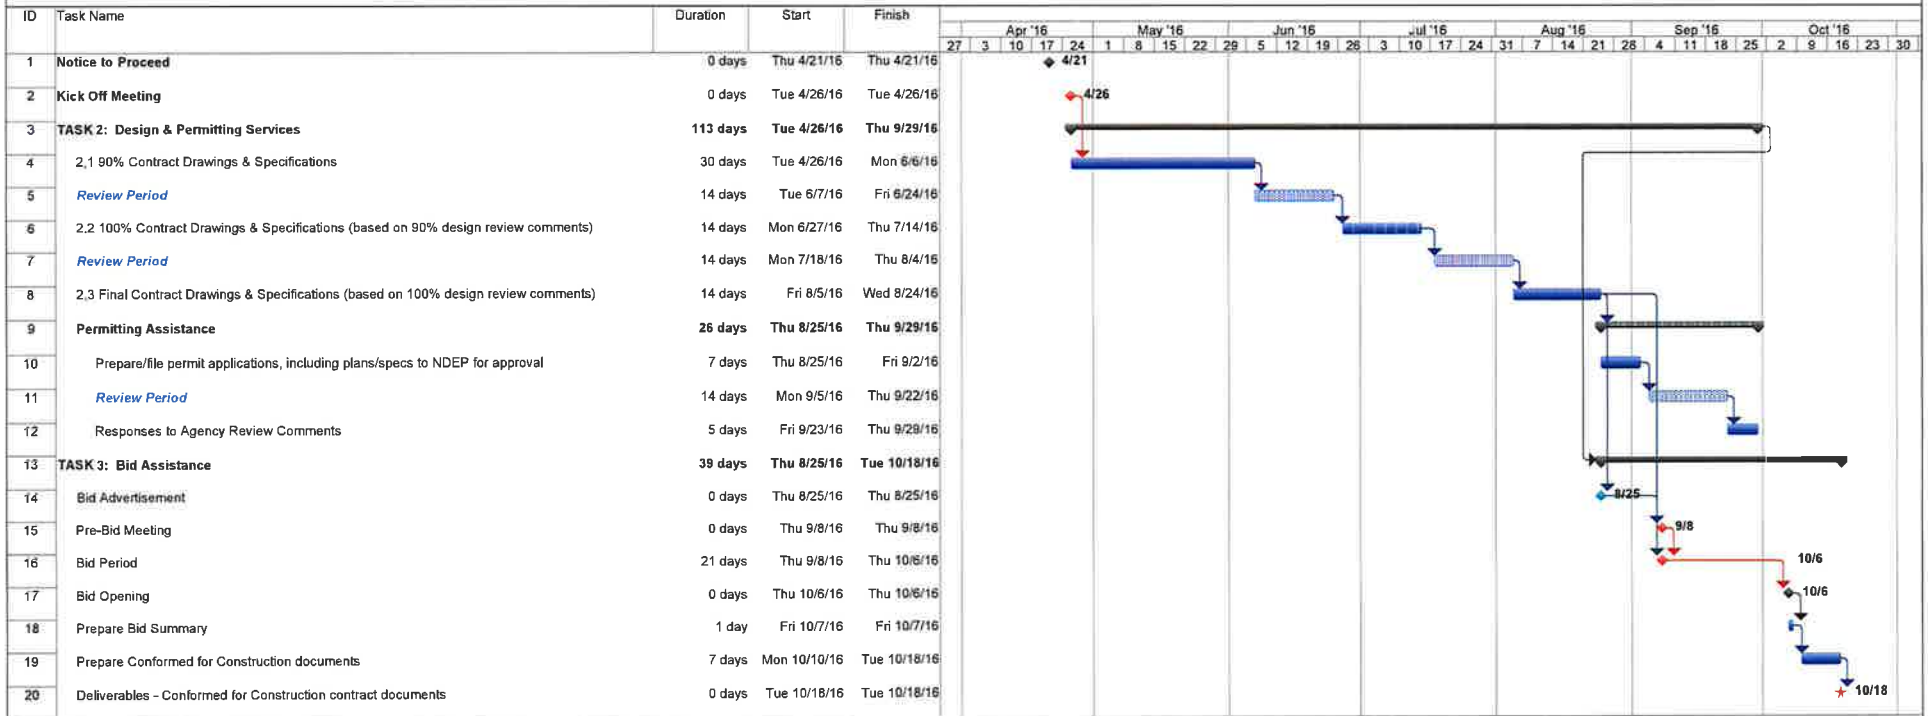 ID Task Name Duration Start Finish
Apr '16 May '16 Jun '16 Jul '16 Aug '16 Sep '16 Oct '16
27 3 10 17 24 1 8 15 22 29 5 12 19 26 3 10 17 24 31 7 14 21 28 4 11 18 25 2 9 16 23 30
1 Notice to Proceed 0 days Thu 4/21/16 Thu 4/21/16 4/21
2 Kick Off Meeting 0 days Tue 4/26/16 Tue 4/26/16 4/26
3 TASK 2: Design & Permitting Services 113 days Tue 4/26/16 Thu 9/29/16
4 2,1 90% Contract Drawings & Specifications 30 days Tue 4/26/16 Mon 6/6/16
5 Review Period 14 days Tue 6/7/16 Fri 6/24/16
6 2.2 100% Contract Drawings & Specifications (based on 90% design review comments) 14 days Mon 6/27/16 Thu 7/14/16
7 Review Period 14 days Mon 7/18/16 Thu 8/4/16
8 2,3 Final Contract Drawings & Specifications (based on 100% design review comments) 14 days Fri 8/5/16 Wed 8/24/16
9 Permitting Assistance 26 days Thu 8/25/16 Thu 9/29/16
10 Prepare/file permit applications, including plans/specs to NDEP for approval 7 days Thu 8/25/16 Fri 9/2/16
11 Review Period 14 days Mon 9/5/16 Thu 9/22/16
12 Responses to Agency Review Comments 5 days Fri 9/23/16 Thu 9/29/16
13 TASK 3: Bid Assistance 39 days Thu 8/25/16 Tue 10/18/16
14 Bid Advertisement 0 days Thu 8/25/16 Thu 8/25/16 8/25
15 Pre-Bid Meeting 0 days Thu 9/8/16 Thu 9/8/16 9/8
16 Bid Period 21 days Thu 9/8/16 Thu 10/6/16 10/6
17 Bid Opening 0 days Thu 10/6/16 Thu 10/6/16 10/6
18 Prepare Bid Summary 1 day Fri 10/7/16 Fri 10/7/16
19 Prepare Conformed for Construction documents 7 days Mon 10/10/16 Tue 10/18/16
20 Deliverables - Conformed for Construction contract documents 0 days Tue 10/18/16 Tue 10/18/16 10/18